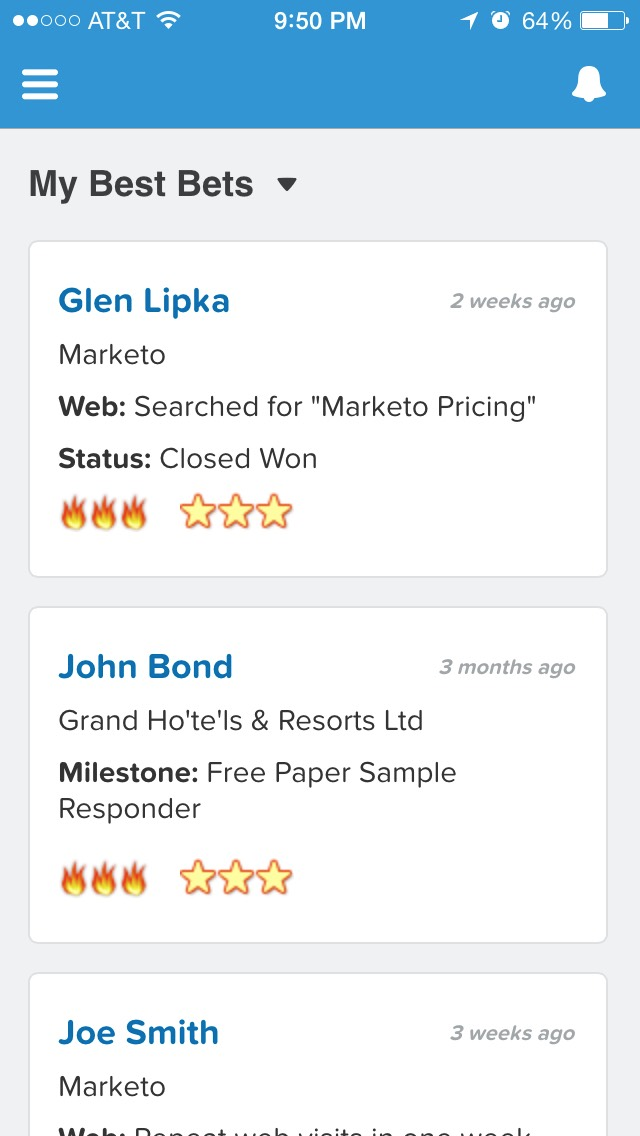 AT&T 9:50 PM 64%
My Best Bets
Glen Lipka 2 weeks ago
Marketo
Web: Searched for "Marketo Pricing"
Status: Closed Won
John Bond 3 months ago
Grand Ho'te'ls & Resorts Ltd
Milestone: Free Paper Sample
Responder
Joe Smith 3 weeks ago
Marketo
Web: Repeat web visits in one week